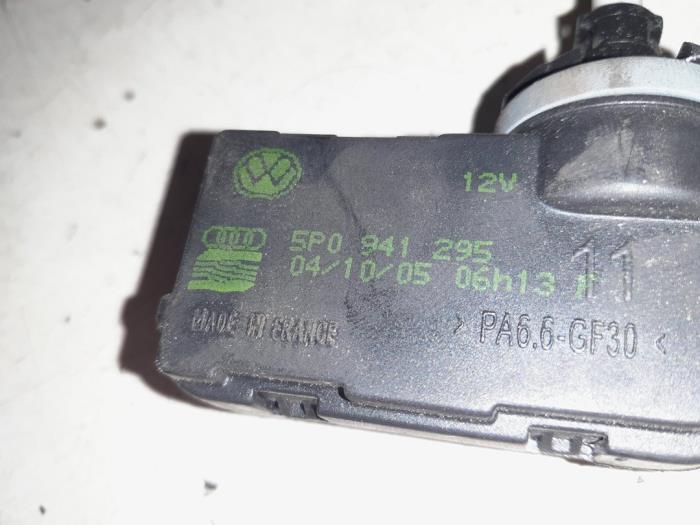 12V
5P0 941 295
04/10/05 06h13 F
11
MADE IN FRANCE
> PA6.6-GF30 <